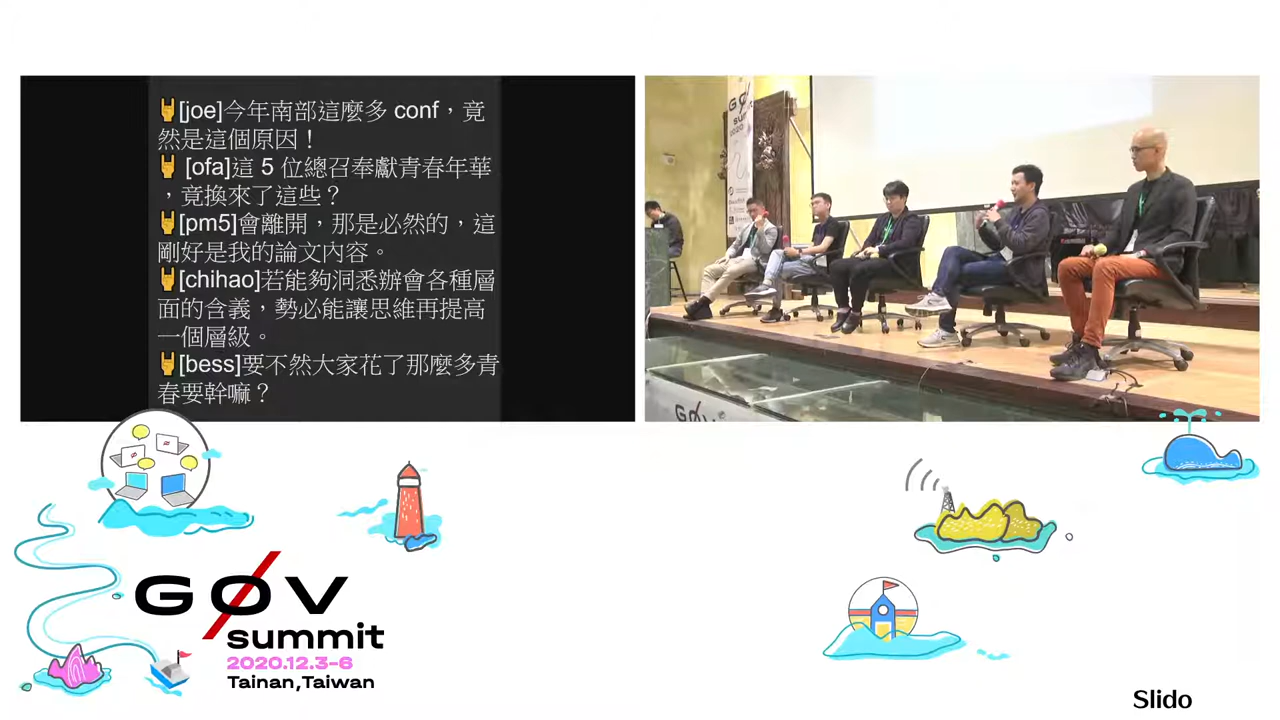 🤘[joe]今年南部這麼多 conf，竟
然是這個原因！
🤘 [ofa]這 5 位總召奉獻青春年華
，竟換來了這些？
🤘[pm5]會離開，那是必然的，這
剛好是我的論文內容。
🤘[chihao]若能夠洞悉辦會各種層
面的含義，勢必能讓思維再提高
一個層級。
🤘[bess]要不然大家花了那麼多青
春要幹嘛？
GØV
GØV
summit
2020.12.3-6
Tainan,Taiwan
Slido